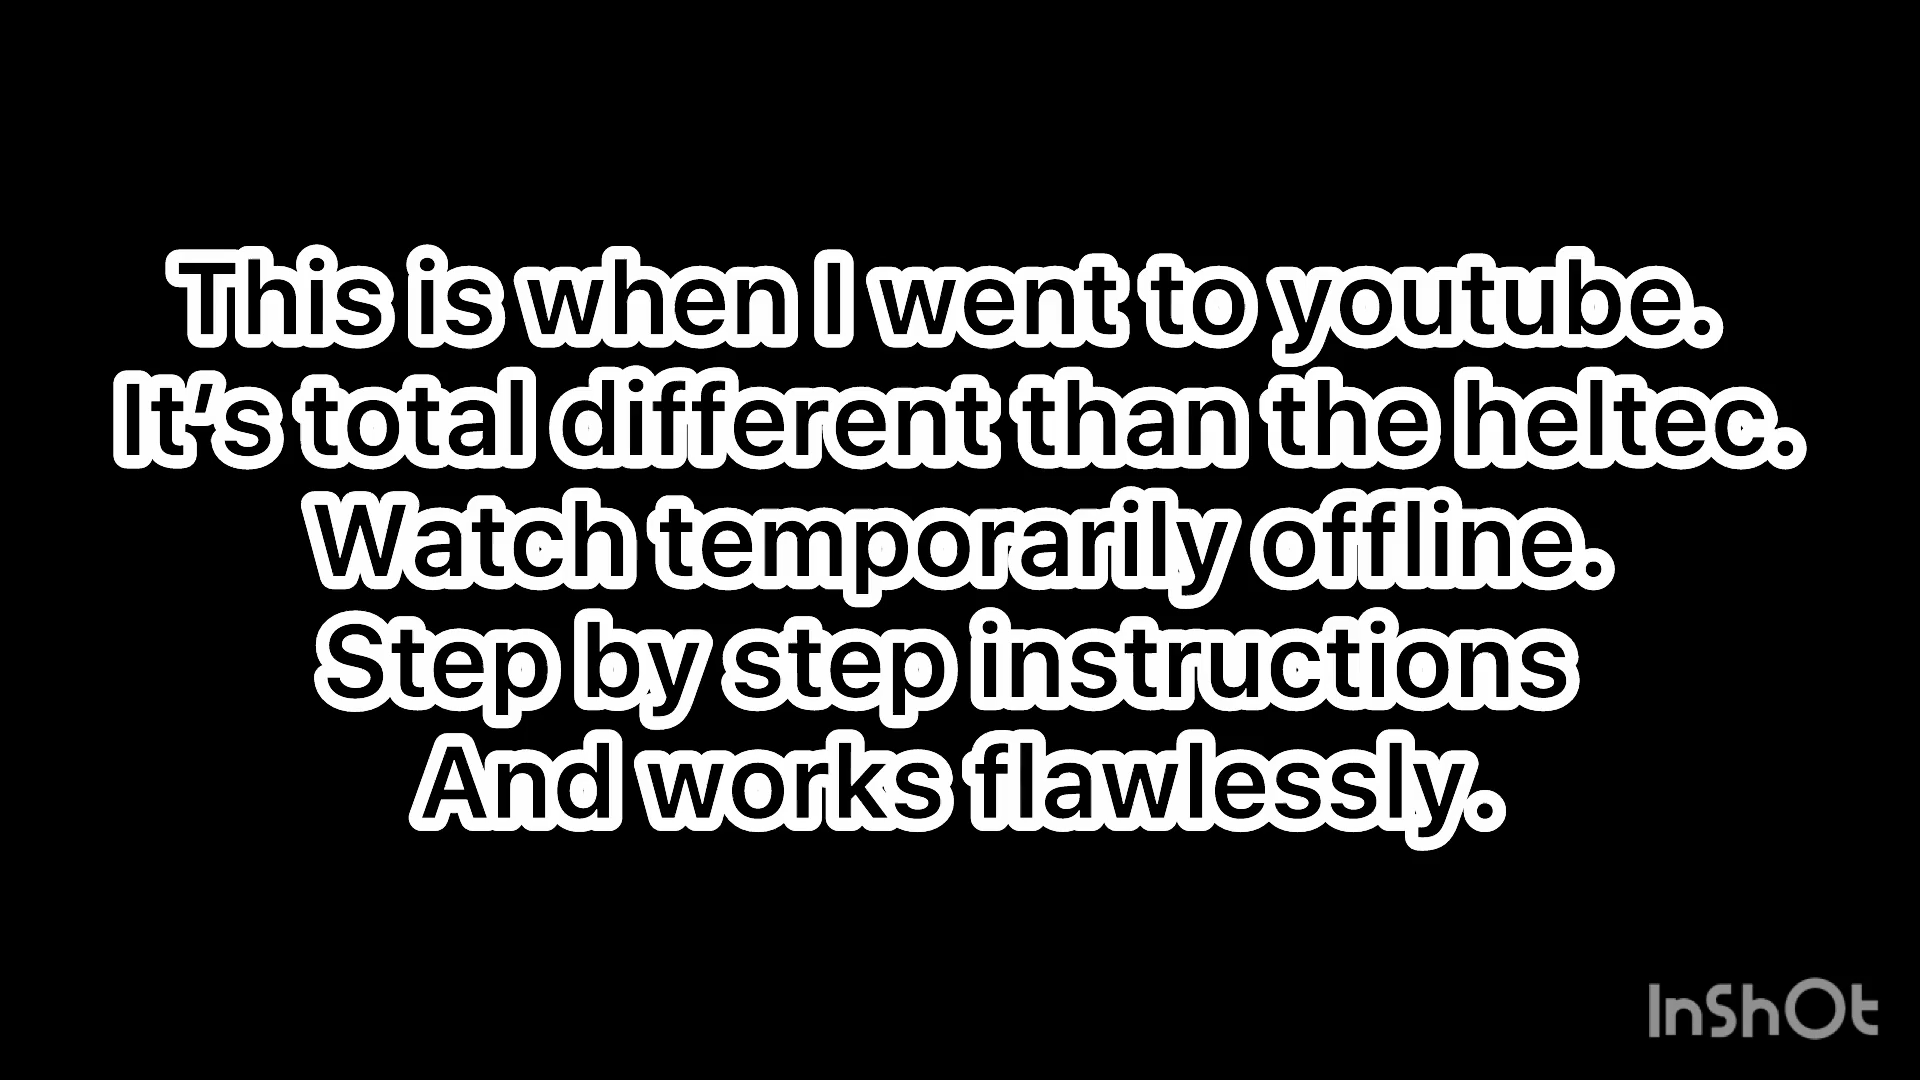 This is when I went to youtube.
It's total different than the heltec.
Watch temporarily offline.
Step by step instructions
And works flawlessly.
InShOt